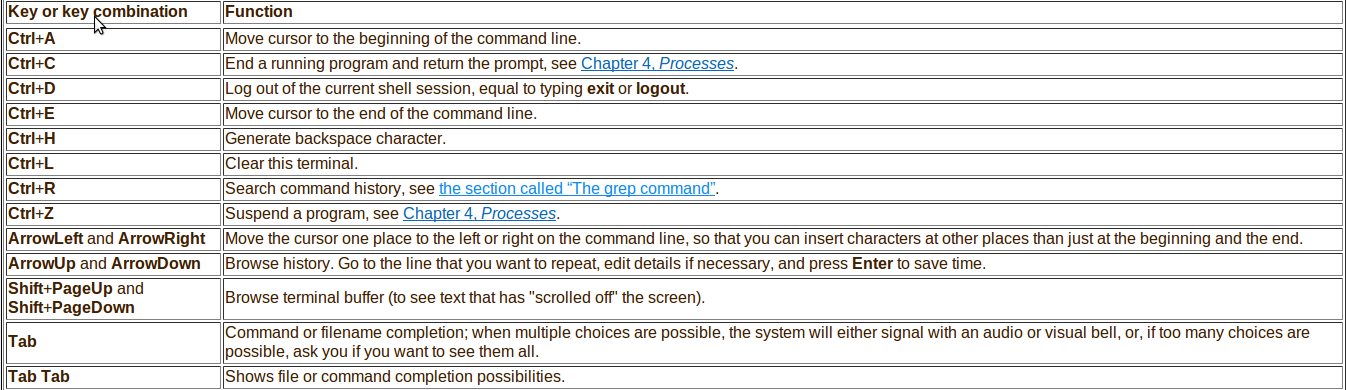 Key or key combination Function
Ctrl+A Move cursor to the beginning of the command line.
Ctrl+C End a running program and return the prompt, see Chapter 4, Processes.
Ctrl+D Log out of the current shell session, equal to typing exit or logout.
Ctrl+E Move cursor to the end of the command line.
Ctrl+H Generate backspace character.
Ctrl+L Clear this terminal.
Ctrl+R Search command history, see the section called “The grep command”.
Ctrl+Z Suspend a program, see Chapter 4, Processes.
ArrowLeft and ArrowRight Move the cursor one place to the left or right on the command line, so that you can insert characters at other places than just at the beginning and the end.
ArrowUp and ArrowDown Browse history. Go to the line that you want to repeat, edit details if necessary, and press Enter to save time.
Shift+PageUp and
Shift+PageDown
Browse terminal buffer (to see text that has "scrolled off" the screen).
Tab
Command or filename completion; when multiple choices are possible, the system will either signal with an audio or visual bell, or, if too many choices are
possible, ask you if you want to see them all.
Tab Tab Shows file or command completion possibilities.